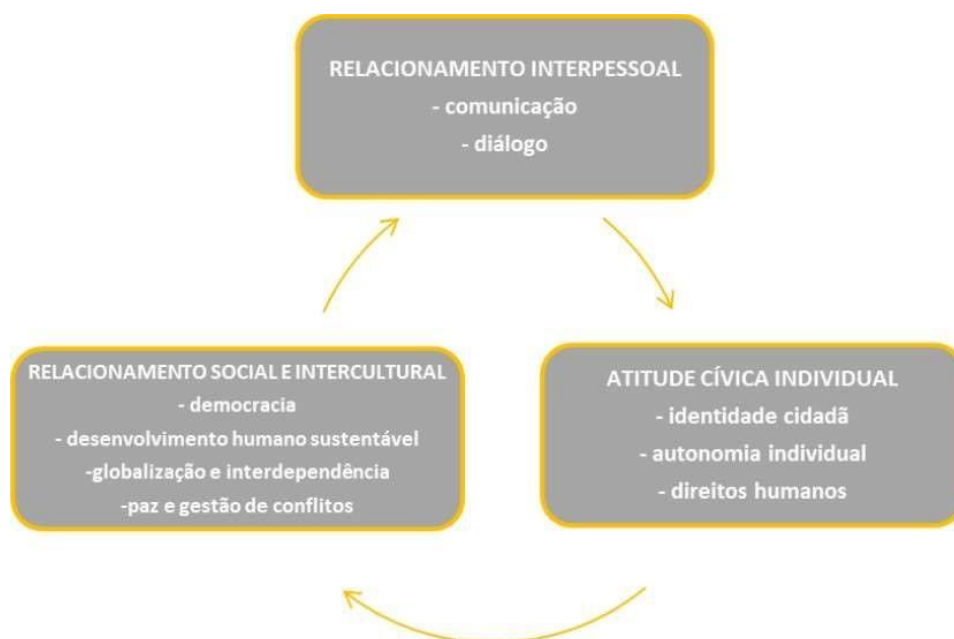 RELACIONAMENTO INTERPESSOAL
- comunicação
- diálogo
RELACIONAMENTO SOCIAL E INTERCULTURAL
- democracia
- desenvolvimento humano sustentável
-globalização e interdependência
-paz e gestão de conflitos
ATITUDE CÍVICA INDIVIDUAL
- identidade cidadã
- autonomia individual
- direitos humanos